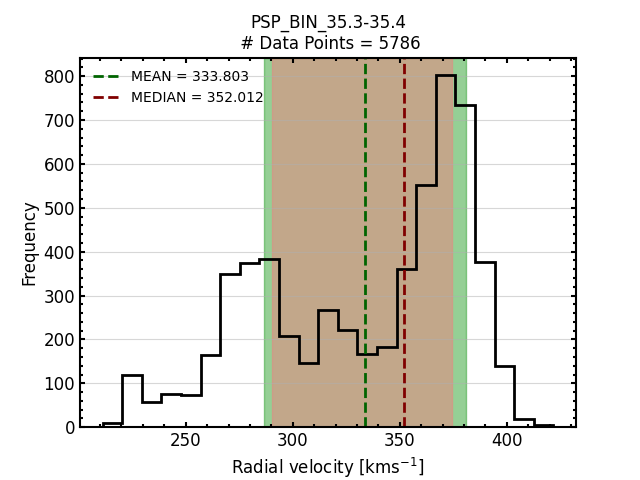 PSP_BIN_35.3-35.4
# Data Points = 5786
MEAN = 333.803
MEDIAN = 352.012
800
700
600
500
400
300
200
100
0
Frequency
250 300 350 400
Radial velocity [kms⁻¹]